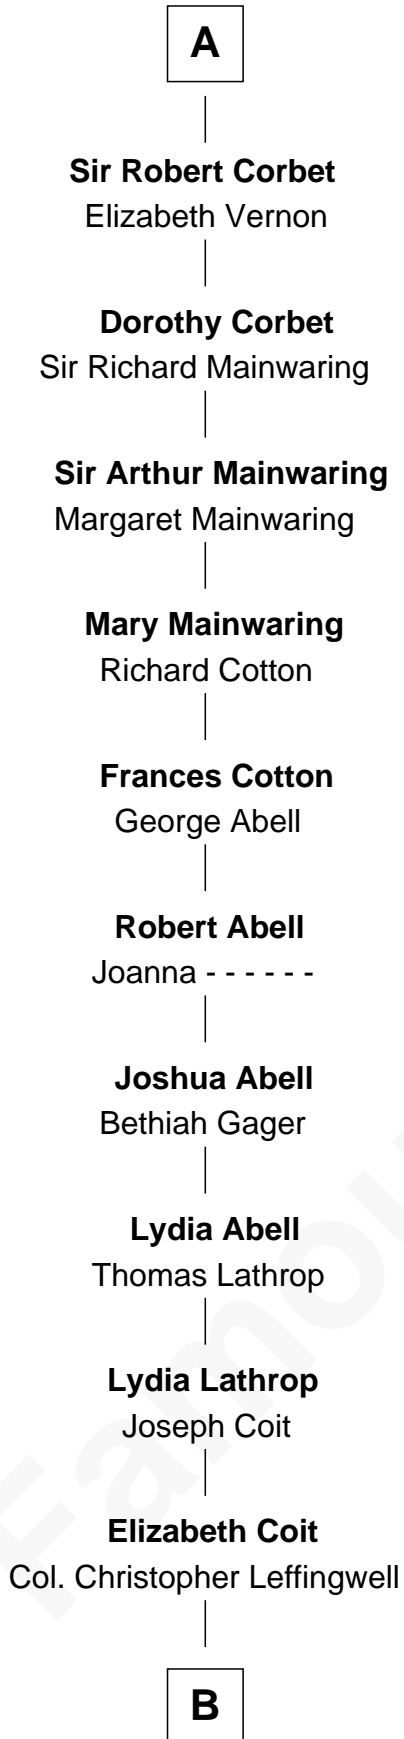 A
Sir Robert Corbet
Elizabeth Vernon
Dorothy Corbet
Sir Richard Mainwaring
Sir Arthur Mainwaring
Margaret Mainwaring
Mary Mainwaring
Richard Cotton
Frances Cotton
George Abell
Robert Abell
Joanna - - - - - -
Joshua Abell
Bethiah Gager
Lydia Abell
Thomas Lathrop
Lydia Lathrop
Joseph Coit
Elizabeth Coit
Col. Christopher Leffingwell
B